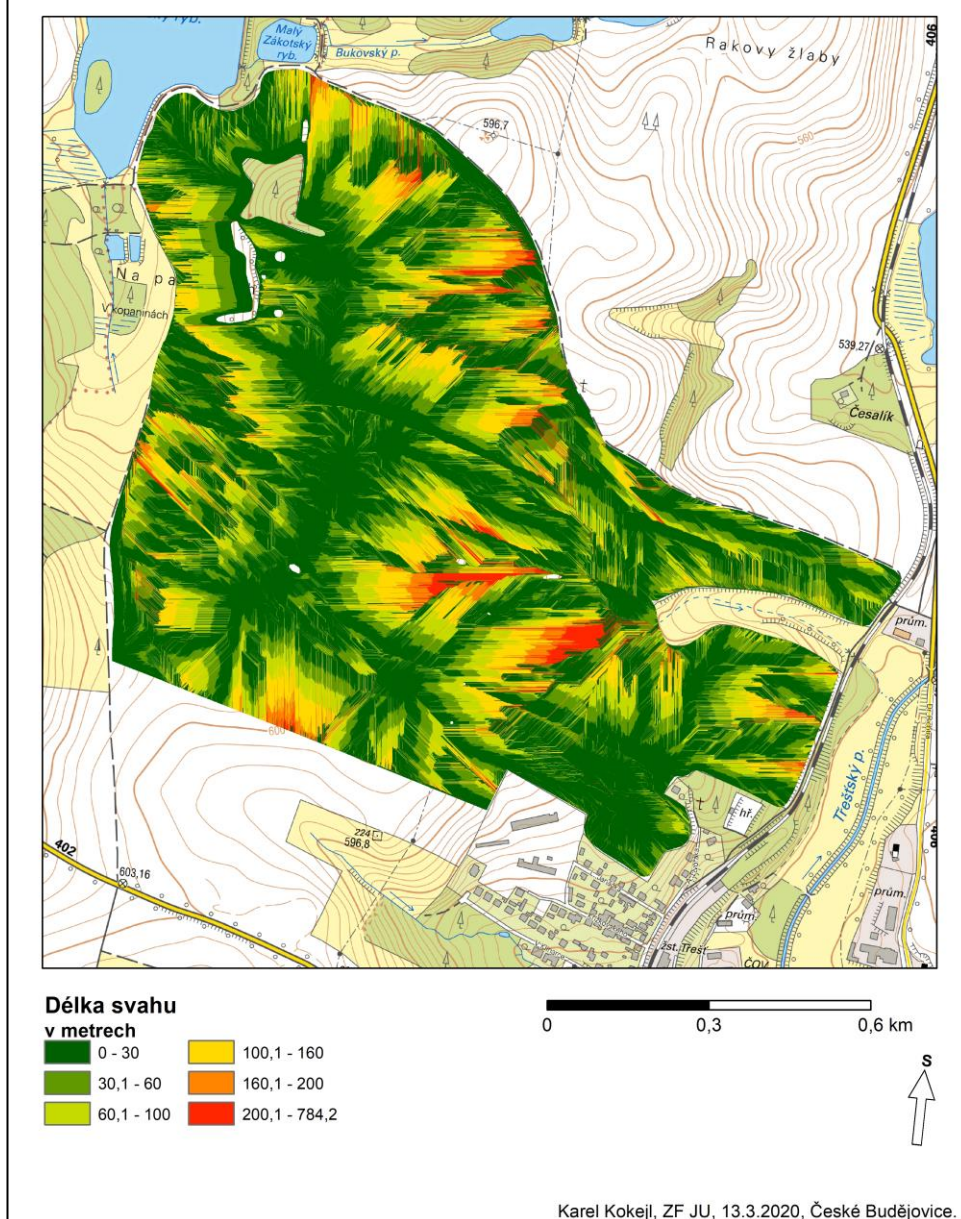 Malý
Zákotský
ryb.
Bukovský p.
Rakovy žlaby
406
596,7
560
Na pa
V kopaninách
539,27
Česalík
prům.
Třešťský p.
600
hř.
224
596,8
402
603,16
406
prům.
prům.
žst. Třešť
ČOV
Délka svahu
v metrech
0 - 30
30,1 - 60
60,1 - 100
100,1 - 160
160,1 - 200
200,1 - 784,2
0
0,3
0,6 km
S
Karel Kokejl, ZF JU, 13.3.2020, České Budějovice.